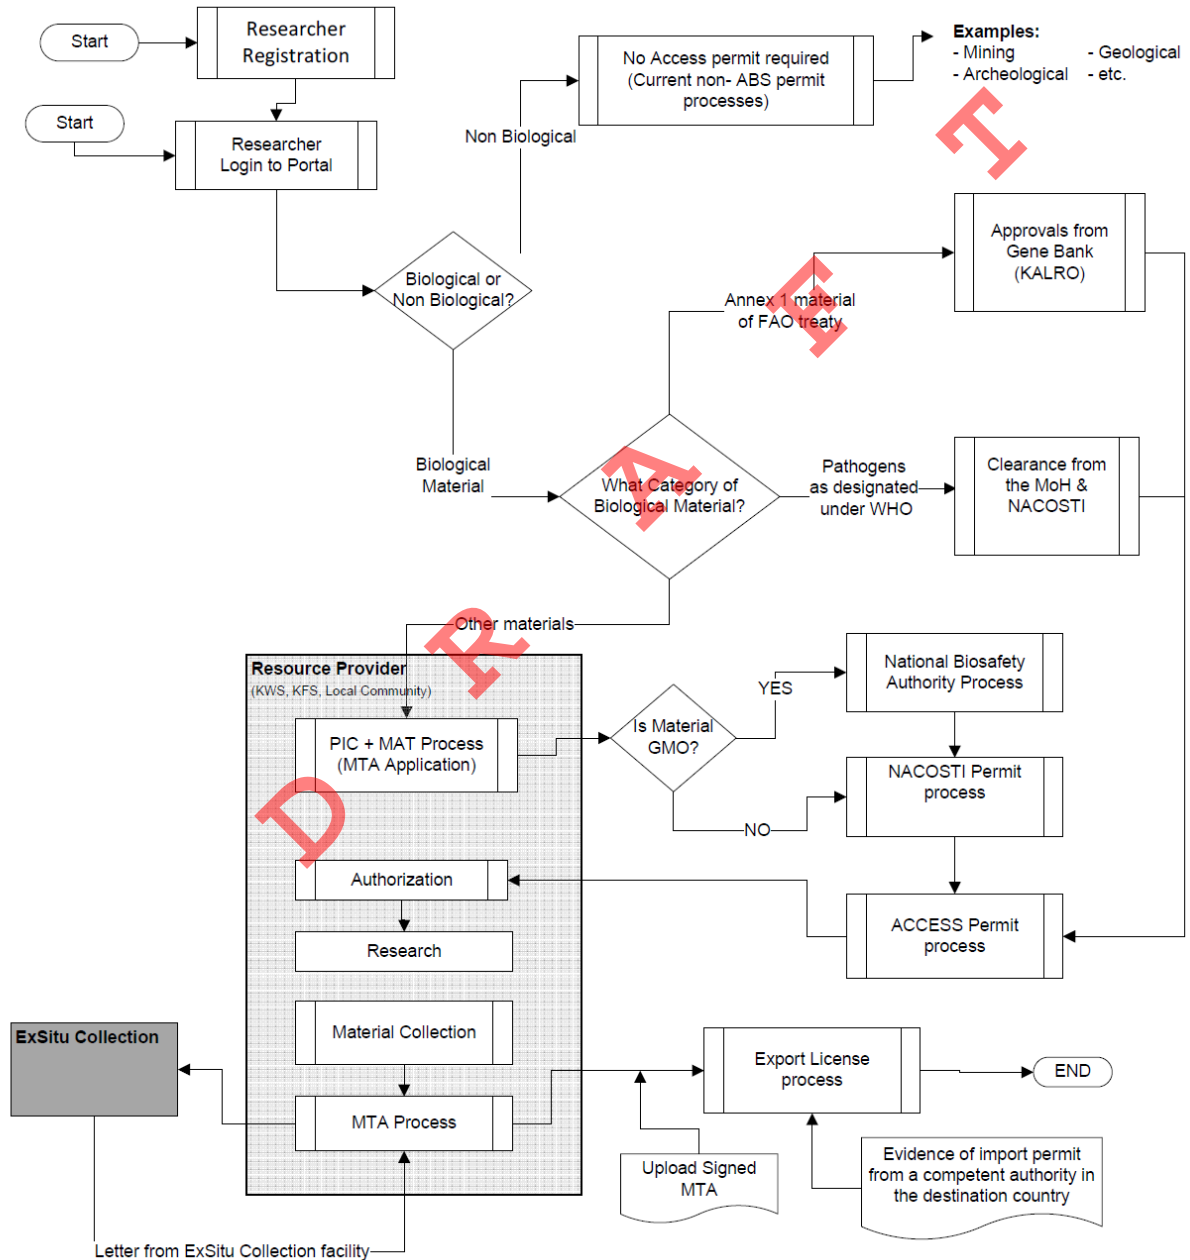 Start
Researcher
Registration
Start
Researcher
Login to Portal
No Access permit required
(Current non- ABS permit
processes)
Examples:
- Mining
- Geological
- Archeological
- etc.
Non Biological
Biological or
Non Biological?
Approvals from
Gene Bank
(KALRO)
Annex 1 material
of FAO treaty
Biological
Material
What Category of
Biological Material?
Pathogens
as designated
under WHO
Clearance from
the MoH &
NACOSTI
Other materials
Resource Provider
(KWS, KFS, Local Community)
PIC + MAT Process
(MTA Application)
Is Material
GMO?
YES
National Biosafety
Authority Process
NACOSTI Permit
process
NO
Authorization
ACCESS Permit
process
Research
Material Collection
ExSitu Collection
MTA Process
Export License
process
END
Upload Signed
MTA
Evidence of import permit
from a competent authority in
the destination country
Letter from ExSitu Collection facility
DRAFT